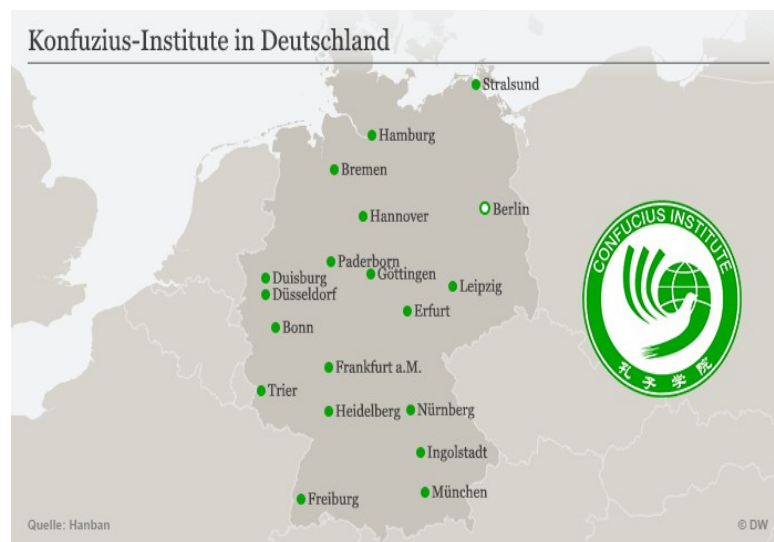 Konfuzius-Institute in Deutschland
Stralsund
Hamburg
Bremen
Berlin
Hannover
Paderborn
Göttingen
Duisburg
Leipzig
Düsseldorf
Erfurt
Bonn
Frankfurt a.M.
Trier
Heidelberg
Nürnberg
Ingolstadt
München
Freiburg
CONFUCIUS INSTITUTE
孔子学院
Quelle: Hanban
© DW